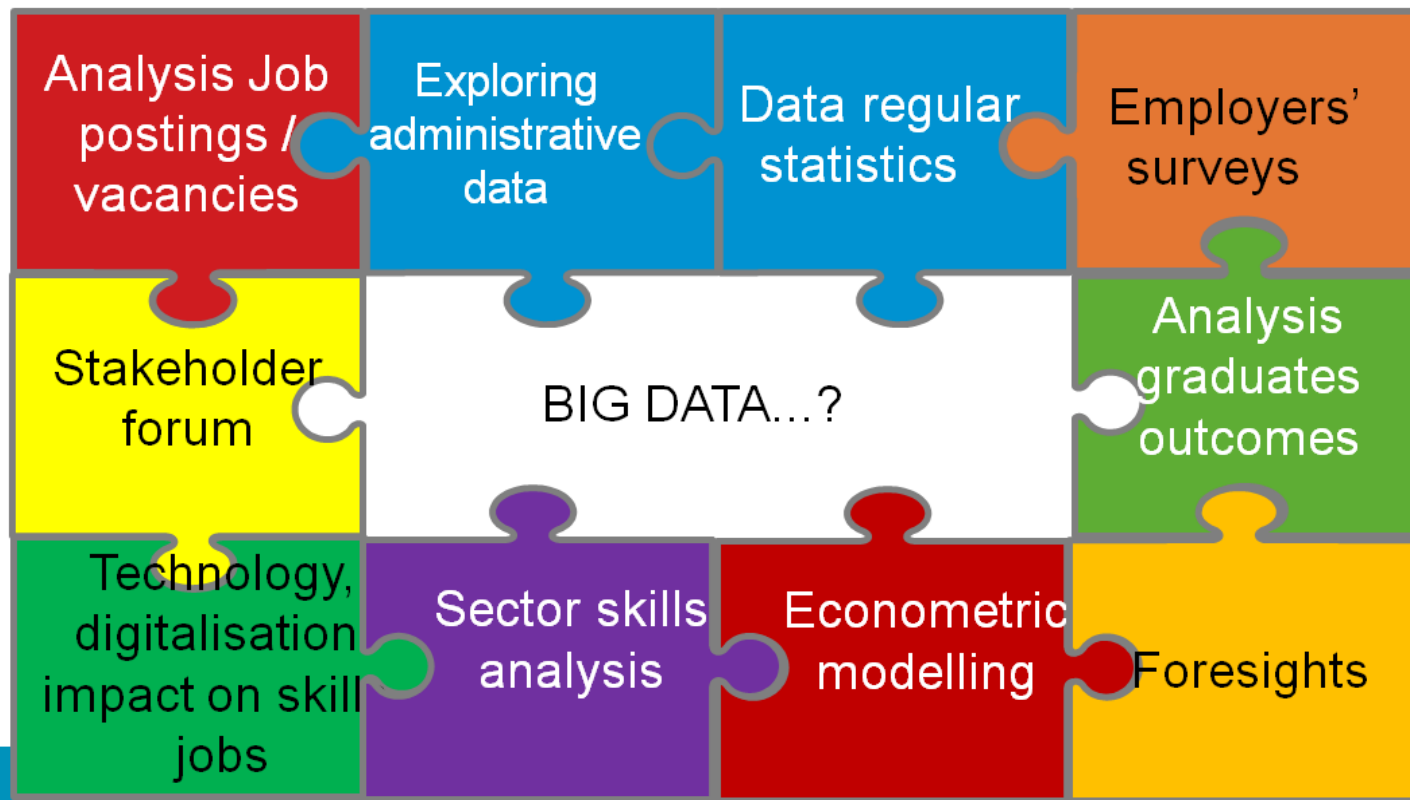 Analysis Job
postings /
vacancies
Exploring
administrative
data
Data regular
statistics
Employers’
surveys
Stakeholder
forum
BIG DATA...?
Analysis
graduates
outcomes
Technology,
digitalisation
impact on skill
jobs
Sector skills
analysis
Econometric
modelling
Foresights